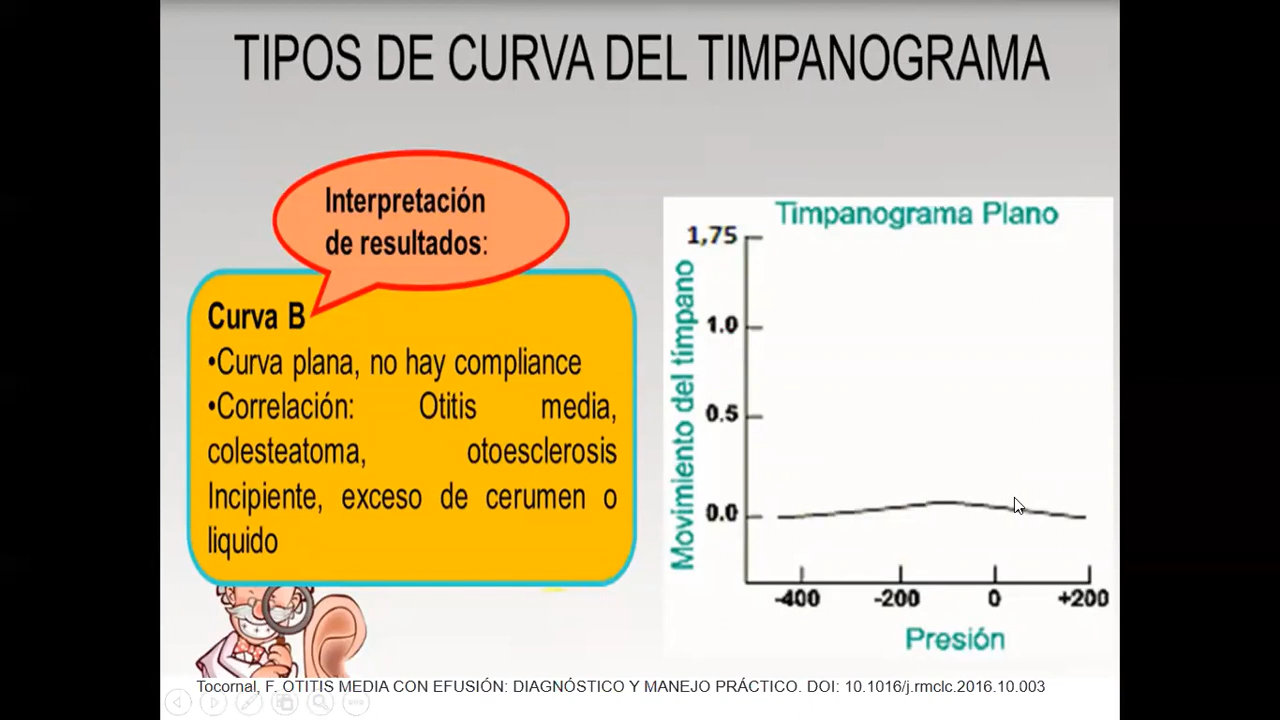 TIPOS DE CURVA DEL TIMPANOGRAMA
Interpretación
de resultados:
Curva B
•Curva plana, no hay compliance
•Correlación: Otitis media,
colesteatoma, otoesclerosis
Incipiente, exceso de cerumen o
liquido
Timpanograma Plano
Movimiento del tímpano
1,75
1.0
0.5
0.0
-400 -200 0 +200
Presión
Tocornal, F. OTITIS MEDIA CON EFUSIÓN: DIAGNÓSTICO Y MANEJO PRÁCTICO. DOI: 10.1016/j.rmclc.2016.10.003